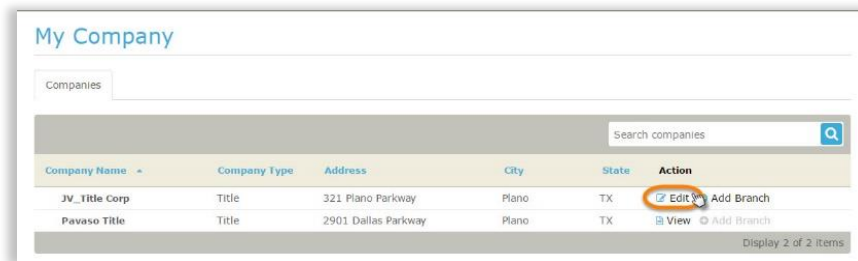 My Company
Companies
Search companies
Company Name Company Type Address City State Action
JV_Title Corp Title 321 Plano Parkway Plano TX Edit Add Branch
Pavaso Title Title 2901 Dallas Parkway Plano TX View Add Branch
Display 2 of 2 items